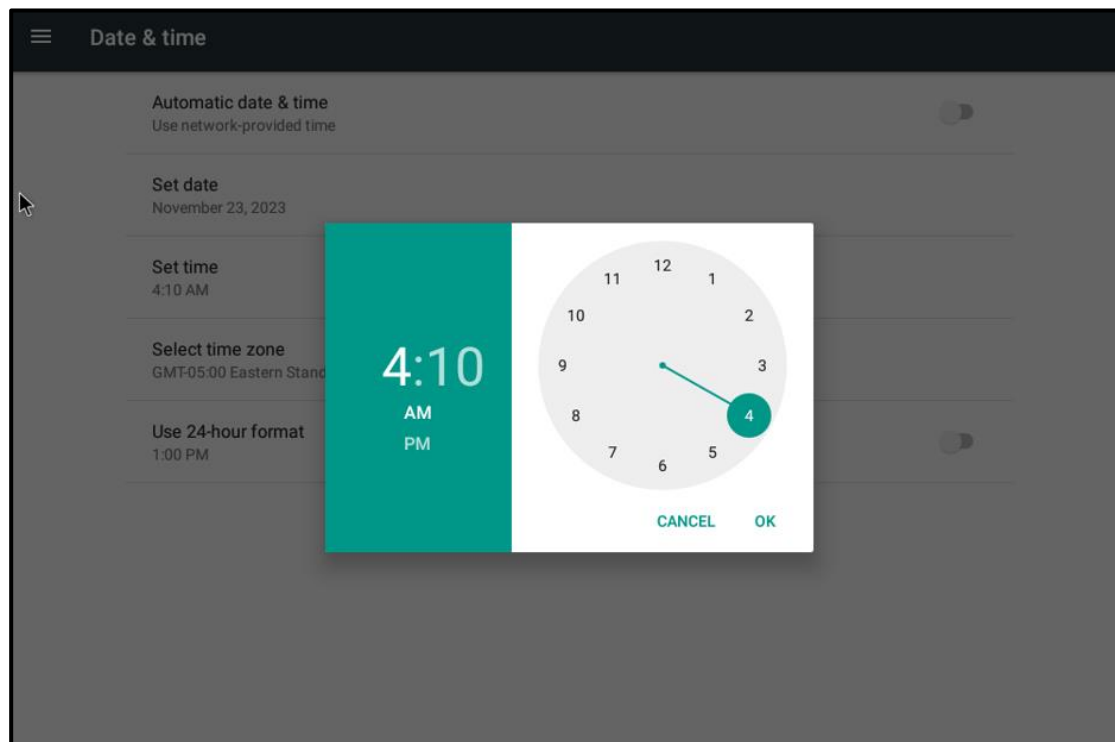 Date & time
Automatic date & time
Use network-provided time
Set date
November 23, 2023
Set time
4:10 AM
Select time zone
GMT-05:00 Eastern Stand
Use 24-hour format
1:00 PM
4:10
AM
PM
12
1
2
3
4
5
6
7
8
9
10
11
CANCEL OK